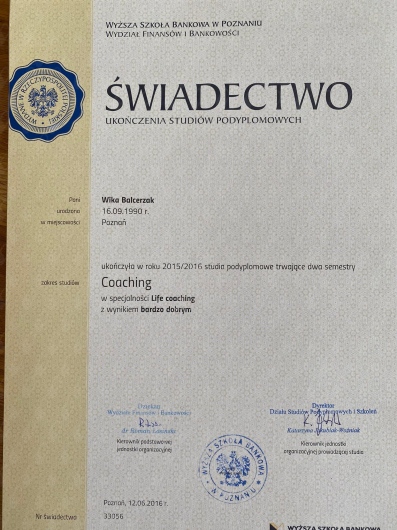 WYŻSZA SZKOŁA BANKOWA W POZNANIU
WYDZIAŁ FINANSÓW I BANKOWOŚCI
ŚWIADECTWO
UKOŃCZENIA STUDIÓW PODYPLOMOWYCH
Pani Wika Balcerzak
urodzona 16.09.1990 r.
w miejscowości Poznań
ukończyła w roku 2015/2016 studia podyplomowe trwające dwa semestry
zakres studiów Coaching
w specjalności Life coaching
z wynikiem bardzo dobrym
Dziekan
Wydziału Finansów i Bankowości
dr
Kierownik podstawowej
jednostki organizacyjnej
Dyrektor
Działu Studiów Podyplomowych i Szkoleń
Katarzyna
Kierownik jednostki
organizacyjnej prowadzącej studia
WYŻSZA SZKOŁA BANKOWA
W POZNANIU
Poznań, 12.06.2016 r.
Nr świadectwa 33056
WYŻSZA SZKOŁA BANKOWA